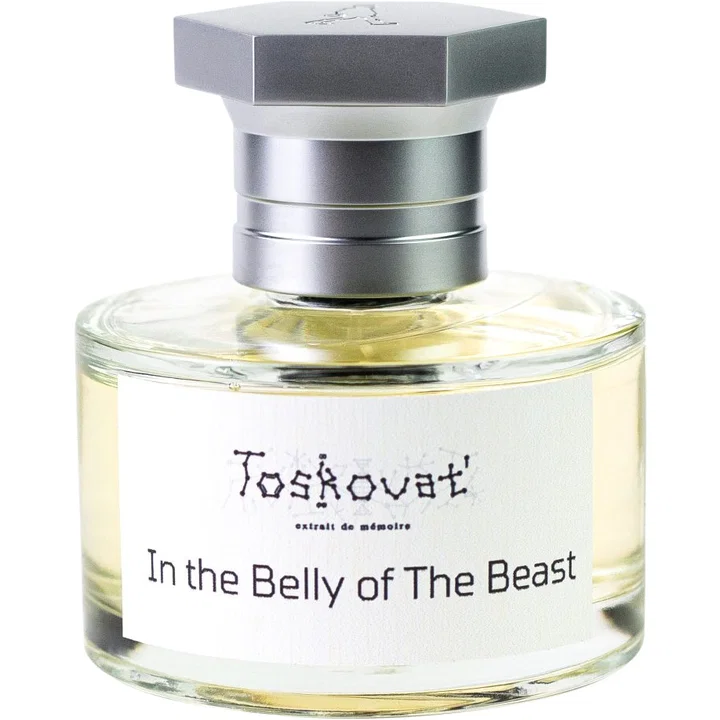 Toskovat'
extrait de mémoire
In the Belly of The Beast